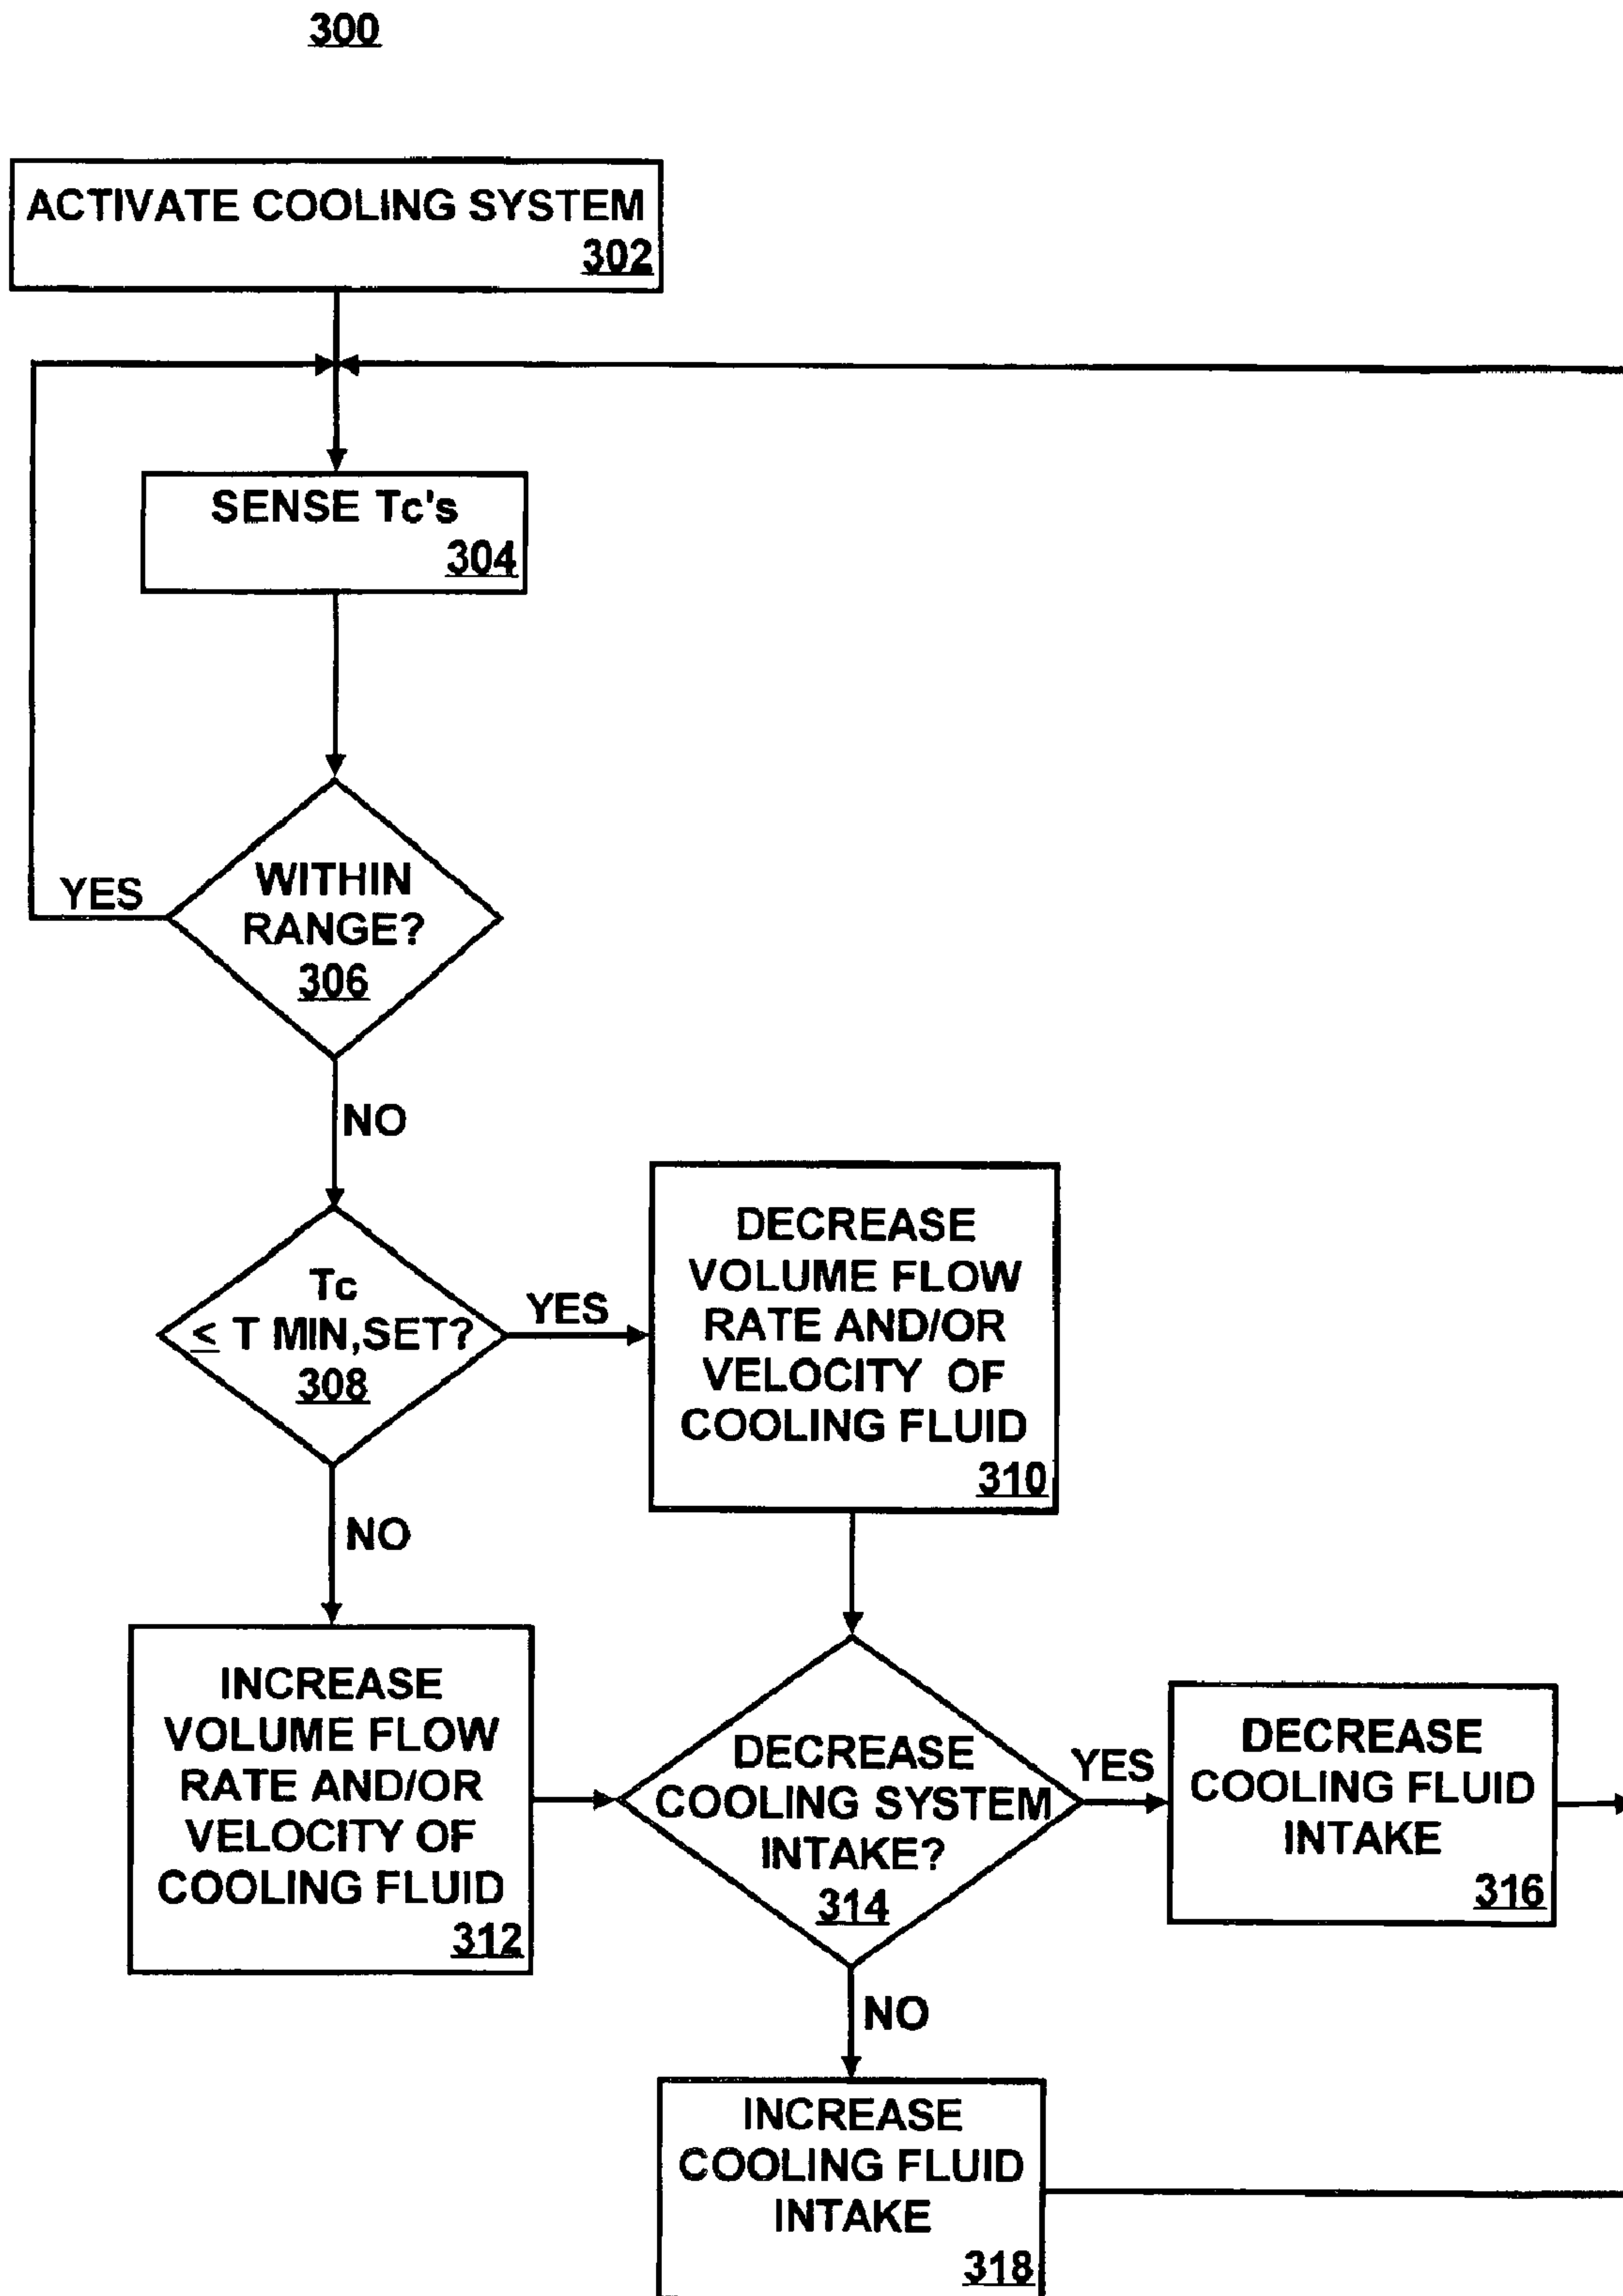 300
ACTIVATE COOLING SYSTEM
302
SENSE Tc's
304
YES
WITHIN
RANGE?
306
NO
Tc
≤ T MIN,SET?
308
YES
DECREASE
VOLUME FLOW
RATE AND/OR
VELOCITY OF
COOLING FLUID
310
NO
INCREASE
VOLUME FLOW
RATE AND/OR
VELOCITY OF
COOLING FLUID
312
DECREASE
COOLING SYSTEM
INTAKE?
314
YES
DECREASE
COOLING FLUID
INTAKE
316
NO
INCREASE
COOLING FLUID
INTAKE
318